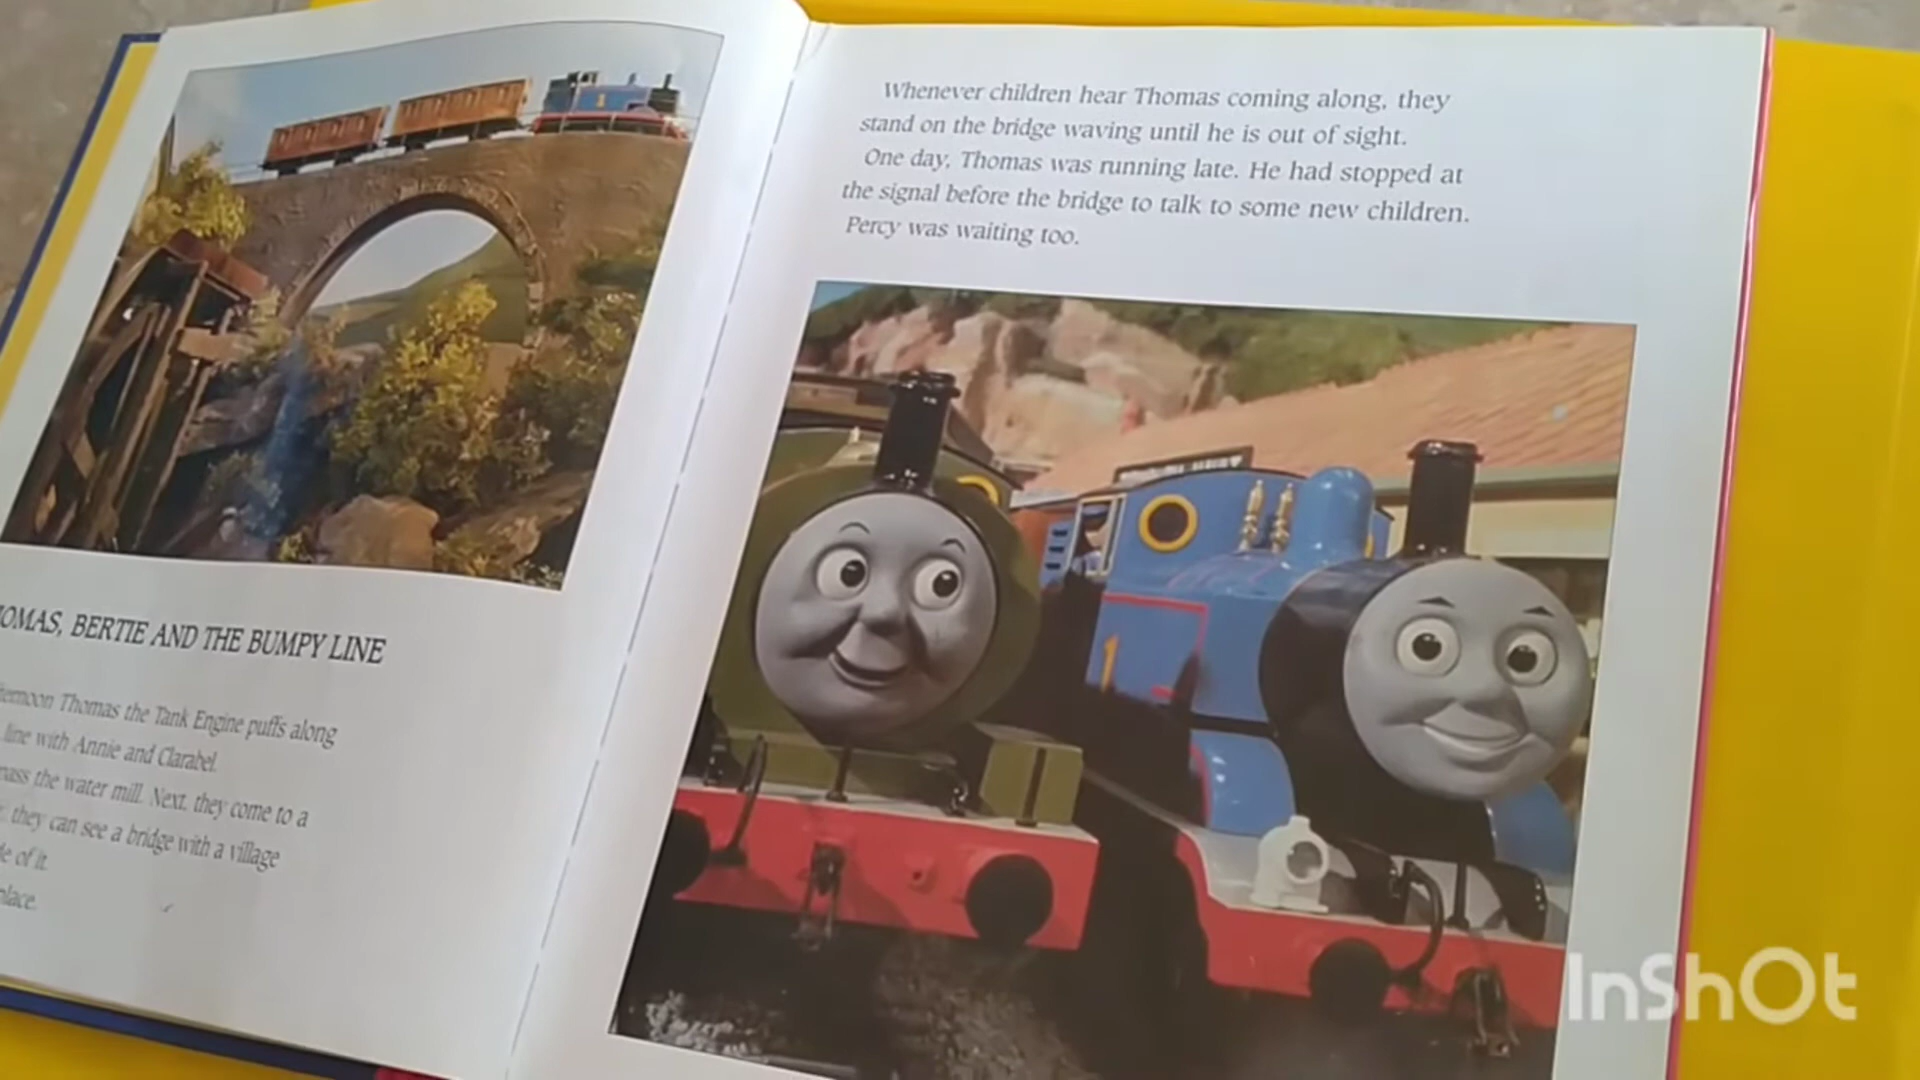 THOMAS, BERTIE AND THE BUMPY LINE
Thomas the Tank Engine puffs along
line with Annie and Clarabel.
pass the water mill. Next, they come to a
they can see a bridge with a village
of it.
place.
Whenever children hear Thomas coming along, they
stand on the bridge waving until he is out of sight.
One day, Thomas was running late. He had stopped at
the signal before the bridge to talk to some new children.
Percy was waiting too.
1
1
InShOt